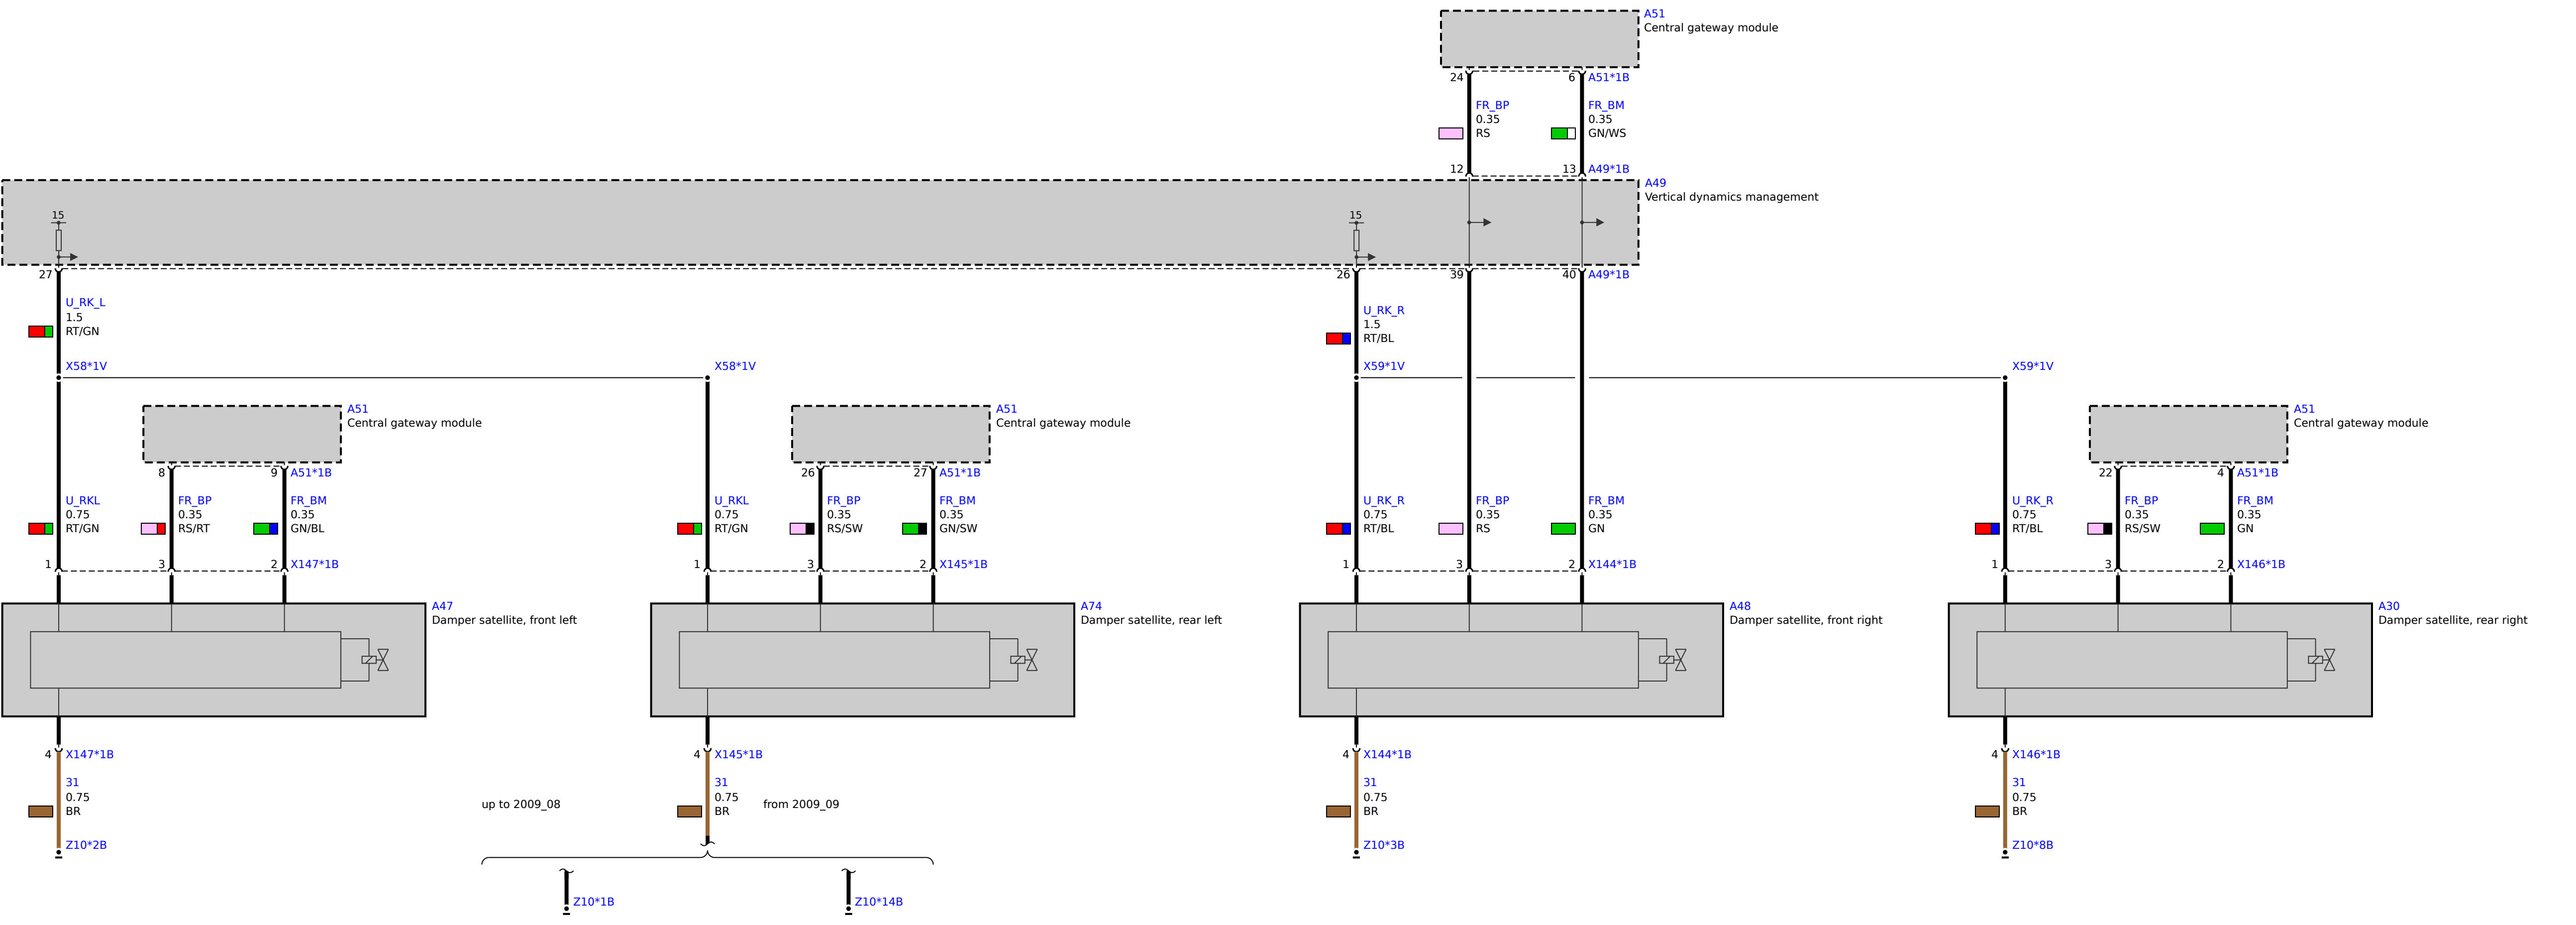 A51
Central gateway module
24
6 A51*1B
FR_BP
0.35
RS
FR_BM
0.35
GN/WS
12
13 A49*1B
A49
Vertical dynamics management
15
15
27
26
39
40 A49*1B
U_RK_L
1.5
RT/GN
U_RK_R
1.5
RT/BL
X58*1V
X58*1V
X59*1V
X59*1V
A51
Central gateway module
A51
Central gateway module
A51
Central gateway module
8
9 A51*1B
26
27 A51*1B
22
4 A51*1B
U_RKL
0.75
RT/GN
FR_BP
0.35
RS/RT
FR_BM
0.35
GN/BL
U_RKL
0.75
RT/GN
FR_BP
0.35
RS/SW
FR_BM
0.35
GN/SW
U_RK_R
0.75
RT/BL
FR_BP
0.35
RS
FR_BM
0.35
GN
U_RK_R
0.75
RT/BL
FR_BP
0.35
RS/SW
FR_BM
0.35
GN
1
3
2 X147*1B
1
3
2 X145*1B
1
3
2 X144*1B
1
3
2 X146*1B
A47
Damper satellite, front left
A74
Damper satellite, rear left
A48
Damper satellite, front right
A30
Damper satellite, rear right
4 X147*1B
31
0.75
BR
Z10*2B
4 X145*1B
31
0.75
BR
up to 2009_08
from 2009_09
Z10*1B
Z10*14B
4 X144*1B
31
0.75
BR
Z10*3B
4 X146*1B
31
0.75
BR
Z10*8B